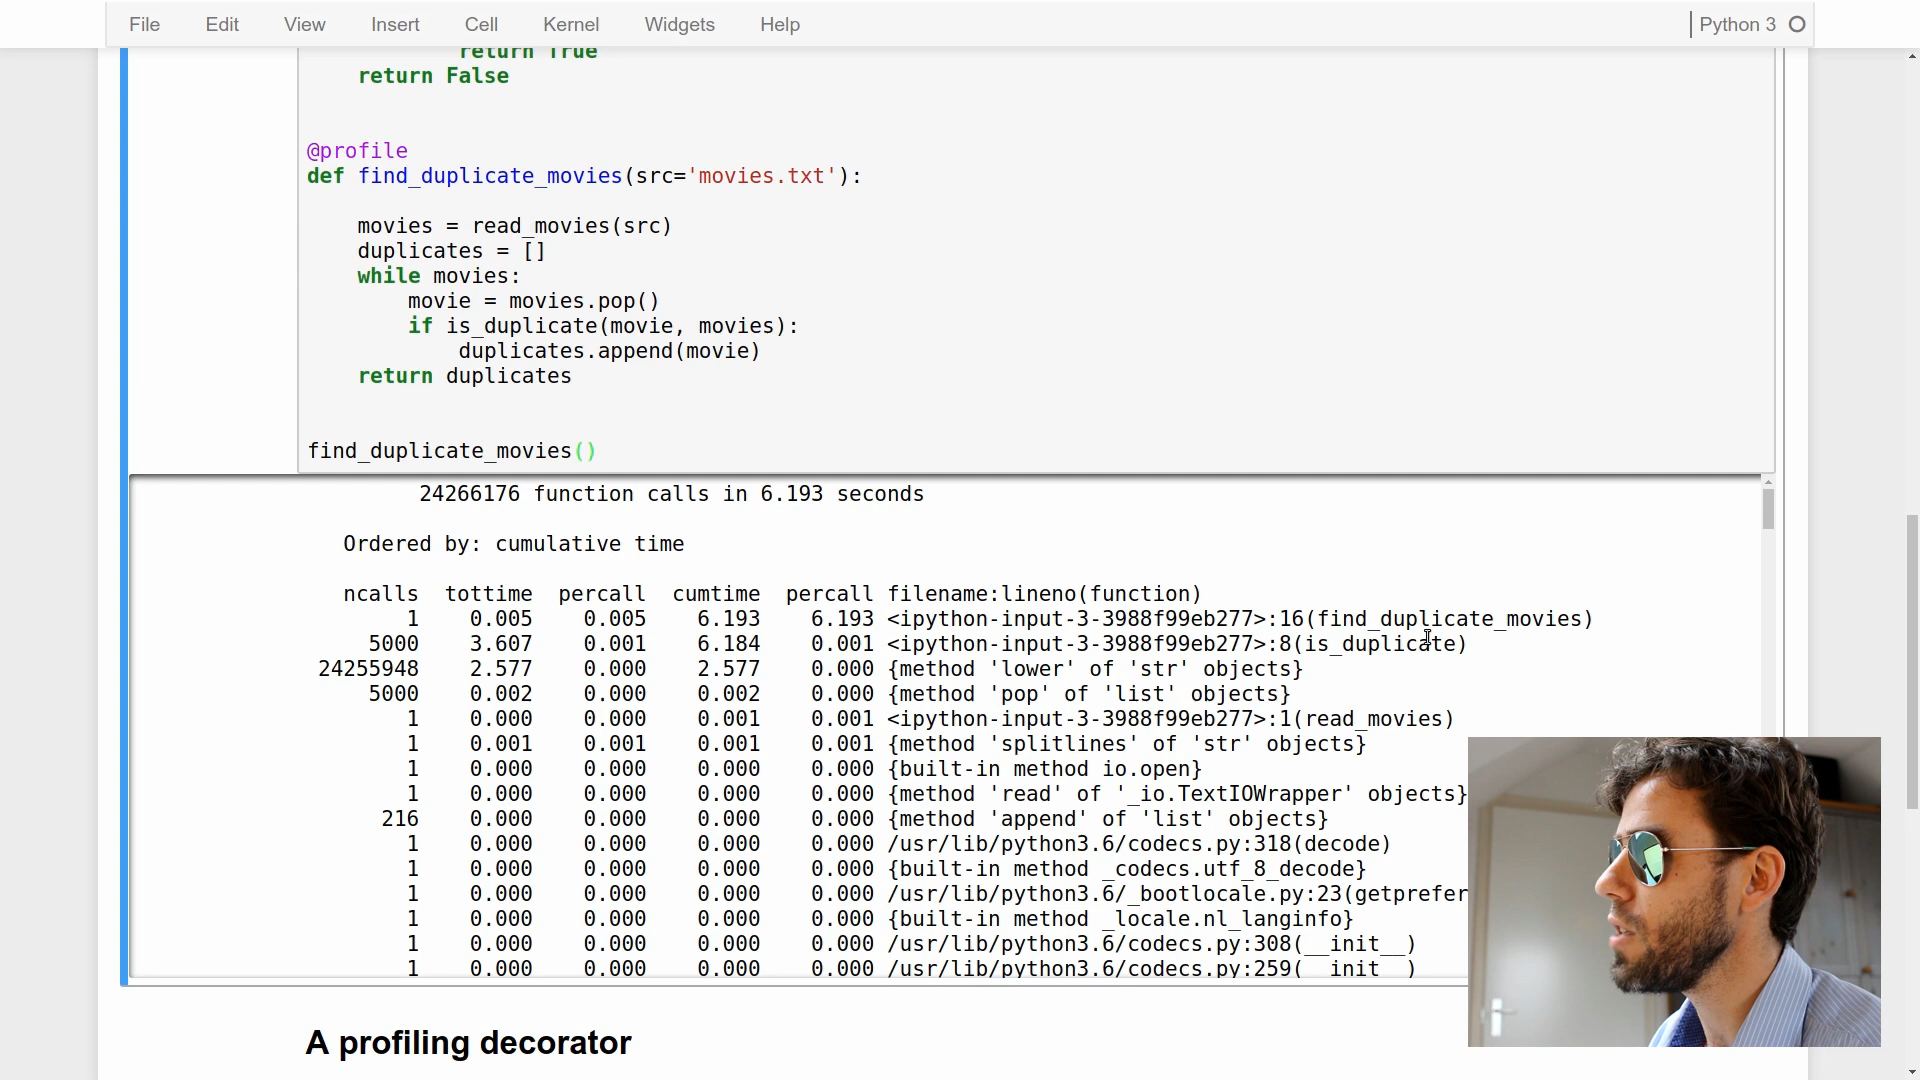 File Edit View Insert Cell Kernel Widgets Help Python 3
return True
return False
@profile
def find_duplicate_movies(src='movies.txt'):
movies = read_movies(src)
duplicates = []
while movies:
movie = movies.pop()
if is_duplicate(movie, movies):
duplicates.append(movie)
return duplicates
find_duplicate_movies()
24266176 function calls in 6.193 seconds
Ordered by: cumulative time
ncalls tottime percall cumtime percall filename:lineno(function)
1 0.005 0.005 6.193 6.193 <ipython-input-3-3988f99eb277>:16(find_duplicate_movies)
5000 3.607 0.001 6.184 0.001 <ipython-input-3-3988f99eb277>:8(is_duplicate)
24255948 2.577 0.000 2.577 0.000 {method 'lower' of 'str' objects}
5000 0.002 0.000 0.002 0.000 {method 'pop' of 'list' objects}
1 0.000 0.000 0.001 0.001 <ipython-input-3-3988f99eb277>:1(read_movies)
1 0.001 0.001 0.001 0.001 {method 'splitlines' of 'str' objects}
1 0.000 0.000 0.000 0.000 {built-in method io.open}
1 0.000 0.000 0.000 0.000 {method 'read' of '_io.TextIOWrapper' objects}
216 0.000 0.000 0.000 0.000 {method 'append' of 'list' objects}
1 0.000 0.000 0.000 0.000 /usr/lib/python3.6/codecs.py:318(decode)
1 0.000 0.000 0.000 0.000 {built-in method _codecs.utf_8_decode}
1 0.000 0.000 0.000 0.000 /usr/lib/python3.6/_bootlocale.py:23(getprefer
1 0.000 0.000 0.000 0.000 {built-in method _locale.nl_langinfo}
1 0.000 0.000 0.000 0.000 /usr/lib/python3.6/codecs.py:308(__init__)
1 0.000 0.000 0.000 0.000 /usr/lib/python3.6/codecs.py:259(__init__)
A profiling decorator